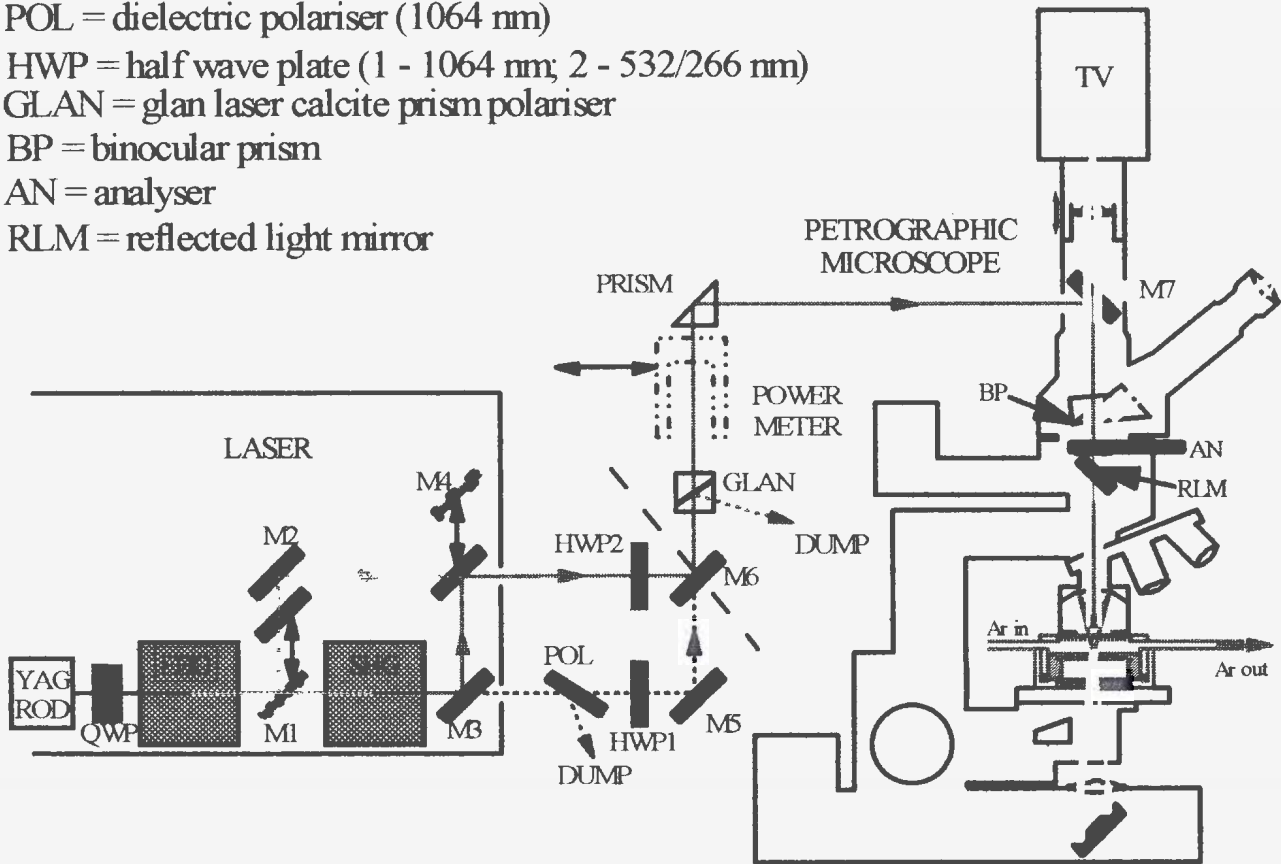 POL = dielectric polariser (1064 nm)
HWP = half wave plate (1 - 1064 nm; 2 - 532/266 nm)
GLAN = glan laser calcite prism polariser
BP = binocular prism
AN = analyser
RLM = reflected light mirror
TV
PETROGRAPHIC
MICROSCOPE
PRISM
M7
POWER
METER
BP
LASER
AN
M4
GLAN
RLM
M2
HWP2
DUMP
M6
Ar in
POL
SHG
Ar out
YAG
ROD
QWP
M1
M3
HWP1
M5
DUMP